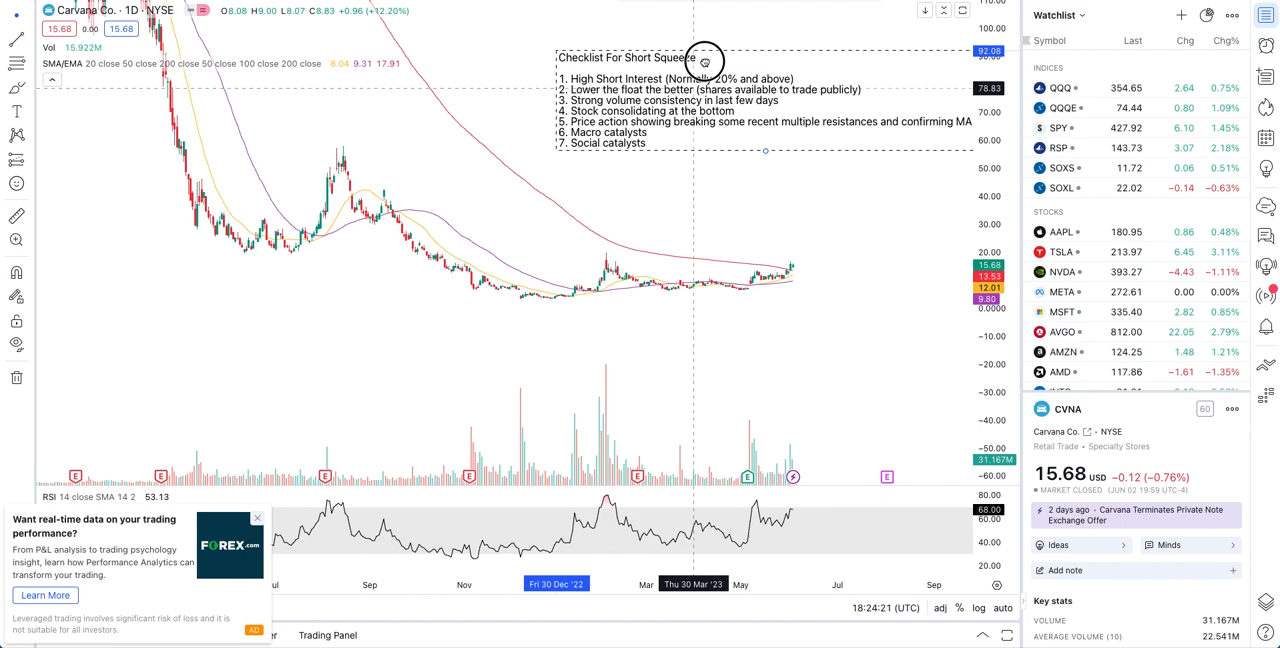 Carvana Co. · 1D · NYSE
O8.08 H9.00 L8.07 C8.83 +0.96 (+12.20%)
15.68 0.00 15.68
Vol 15.922M
SMA/EMA 20 close 50 close 200 close 50 close 100 close 200 close 8.04 9.31 17.91
Checklist For Short Squeeze
1. High Short Interest (Normally 20% and above)
2. Lower the float the better (shares available to trade publicly)
3. Strong volume consistency in last few days
4. Stock consolidating at the bottom
5. Price action showing breaking some recent multiple resistances and confirming MA
6. Macro catalysts
7. Social catalysts
110.00
100.00
92.08
90.00
78.83
70.00
60.00
50.00
40.00
30.00
20.00
15.68
13.53
12.01
9.80
0.0000
−10.00
−20.00
−30.00
−40.00
−50.00
31.167M
−60.00
E E E E E E E
RSI 14 close SMA 14 2 53.13
80.00
68.00
60.00
40.00
20.00
Sep Nov Fri 30 Dec '22 Mar Thu 30 Mar '23 May Jul Sep
18:24:21 (UTC) adj % log auto
Trading Panel
Want real-time data on your trading performance?
From P&L analysis to trading psychology insight, learn how Performance Analytics can transform your trading.
FOREX.com
Learn More
Leveraged trading involves significant risk of loss and it is not suitable for all investors.
AD
Watchlist
Symbol Last Chg Chg%
INDICES
QQQ 354.65 2.64 0.75%
QQQE 74.44 0.80 1.09%
SPY 427.92 6.10 1.45%
RSP 143.73 3.07 2.18%
SOXS 11.72 0.06 0.51%
SOXL 22.02 −0.14 −0.63%
STOCKS
AAPL 180.95 0.86 0.48%
TSLA 213.97 6.45 3.11%
NVDA 393.27 −4.43 −1.11%
META 272.61 0.00 0.00%
MSFT 335.40 2.82 0.85%
AVGO 812.00 22.05 2.79%
AMZN 124.25 1.48 1.21%
AMD 117.86 −1.61 −1.35%
CVNA 60
Carvana Co. · NYSE
Retail Trade · Specialty Stores
15.68 USD −0.12 (−0.76%)
MARKET CLOSED (JUN 02 19:59 UTC-4)
2 days ago · Carvana Terminates Private Note Exchange Offer
Ideas Minds
Add note
Key stats
VOLUME 31.167M
AVERAGE VOLUME (10) 22.541M